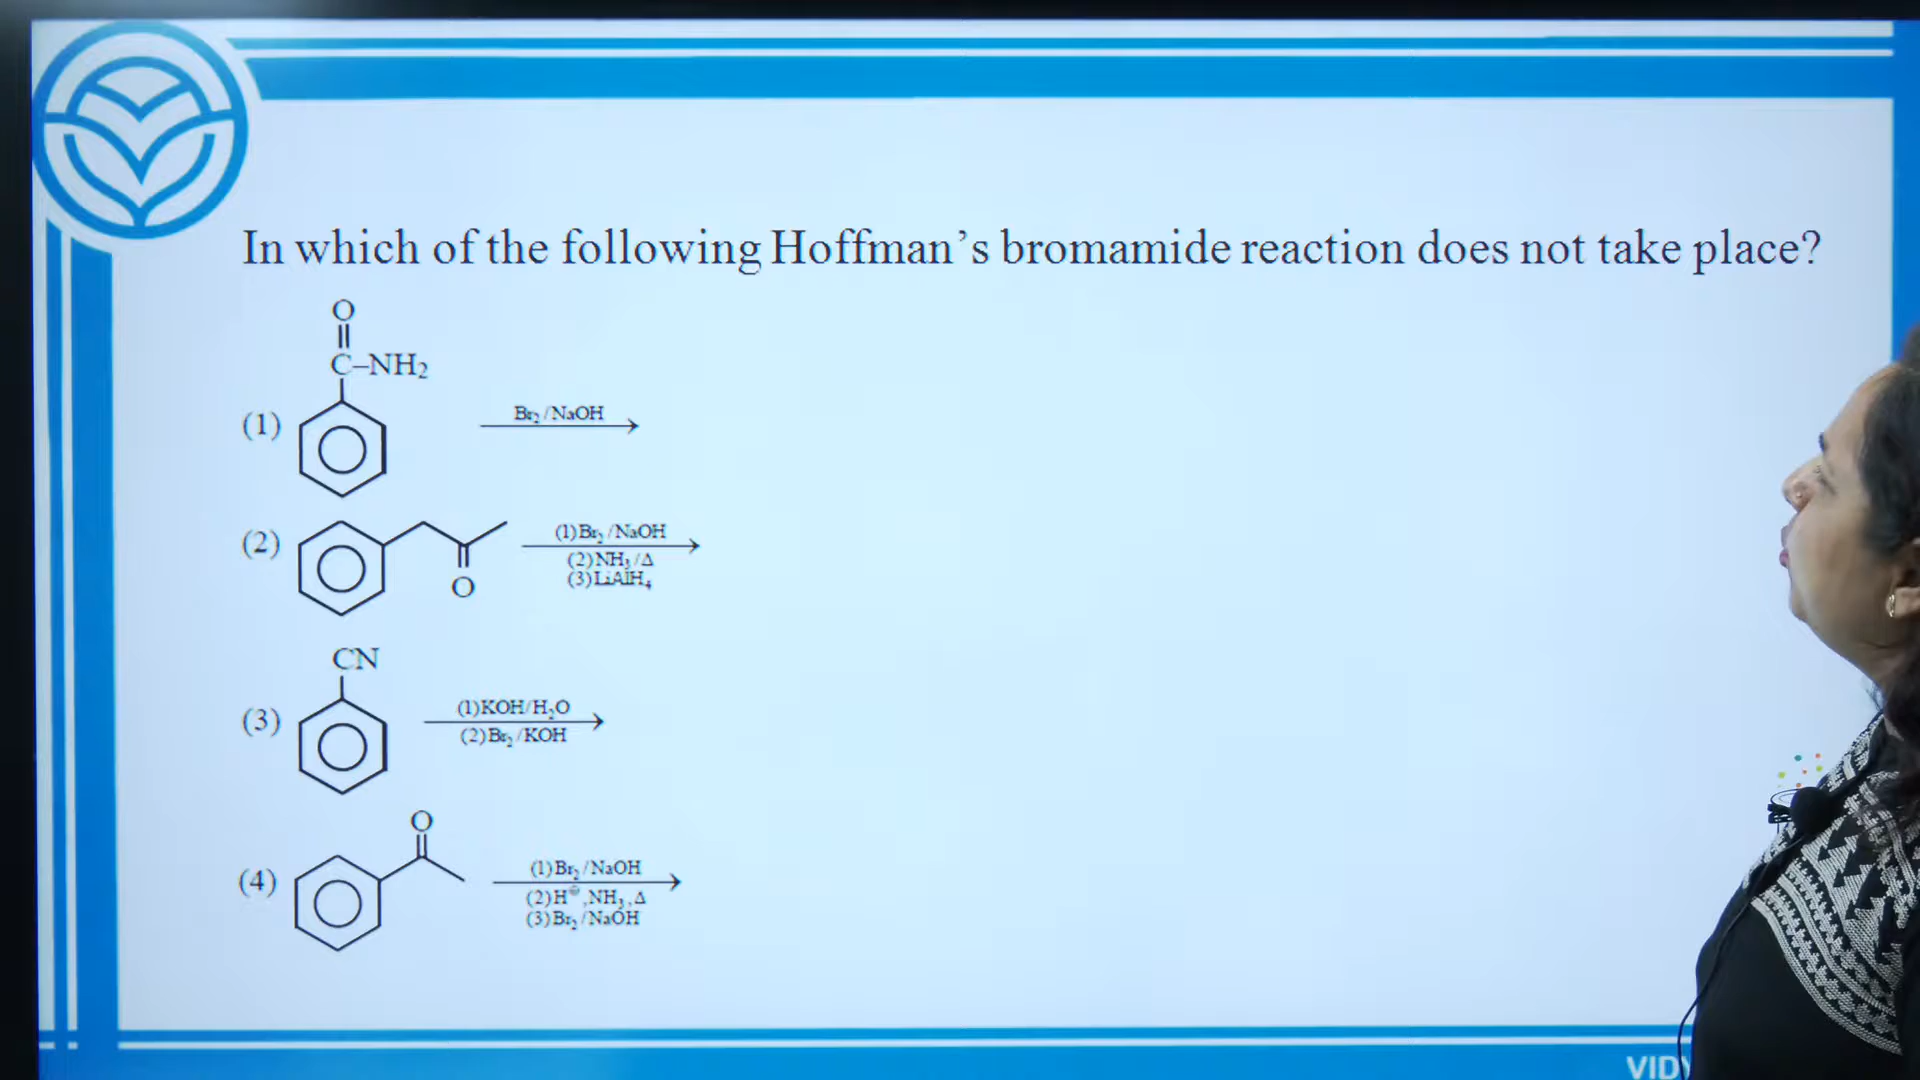 In which of the following Hoffman’s bromamide reaction does not take place?
O
C–NH₂
(1)
Br₂/NaOH
(2)
O
(1)Br₂/NaOH
(2)NH₃/Δ
(3)LiAlH₄
CN
(3)
(1)KOH/H₂O
(2)Br₂/KOH
O
(4)
(1)Br₂/NaOH
(2)H⊕,NH₃,Δ
(3)Br₂/NaOH